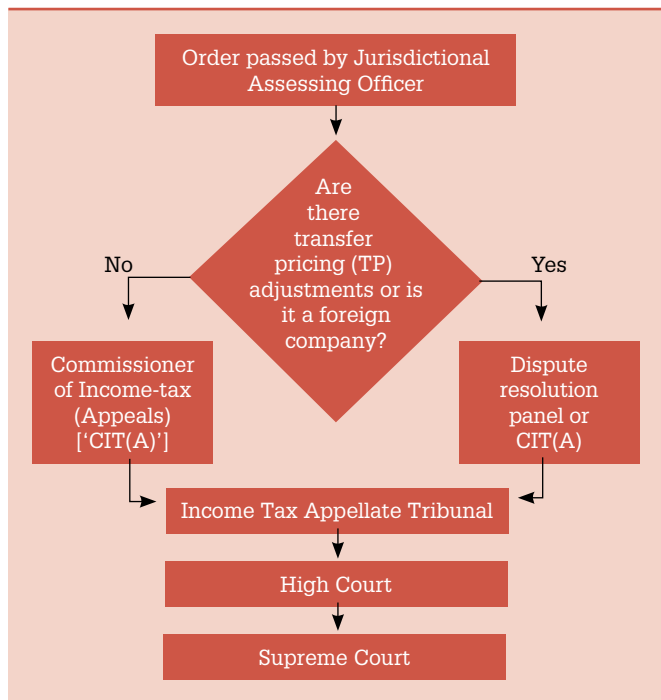 Order passed by Jurisdictional
Assessing Officer
Are
there
transfer
pricing (TP)
adjustments or is
it a foreign
company?
No
Yes
Commissioner
of Income-tax
(Appeals)
[‘CIT(A)’]
Dispute
resolution
panel or
CIT(A)
Income Tax Appellate Tribunal
High Court
Supreme Court